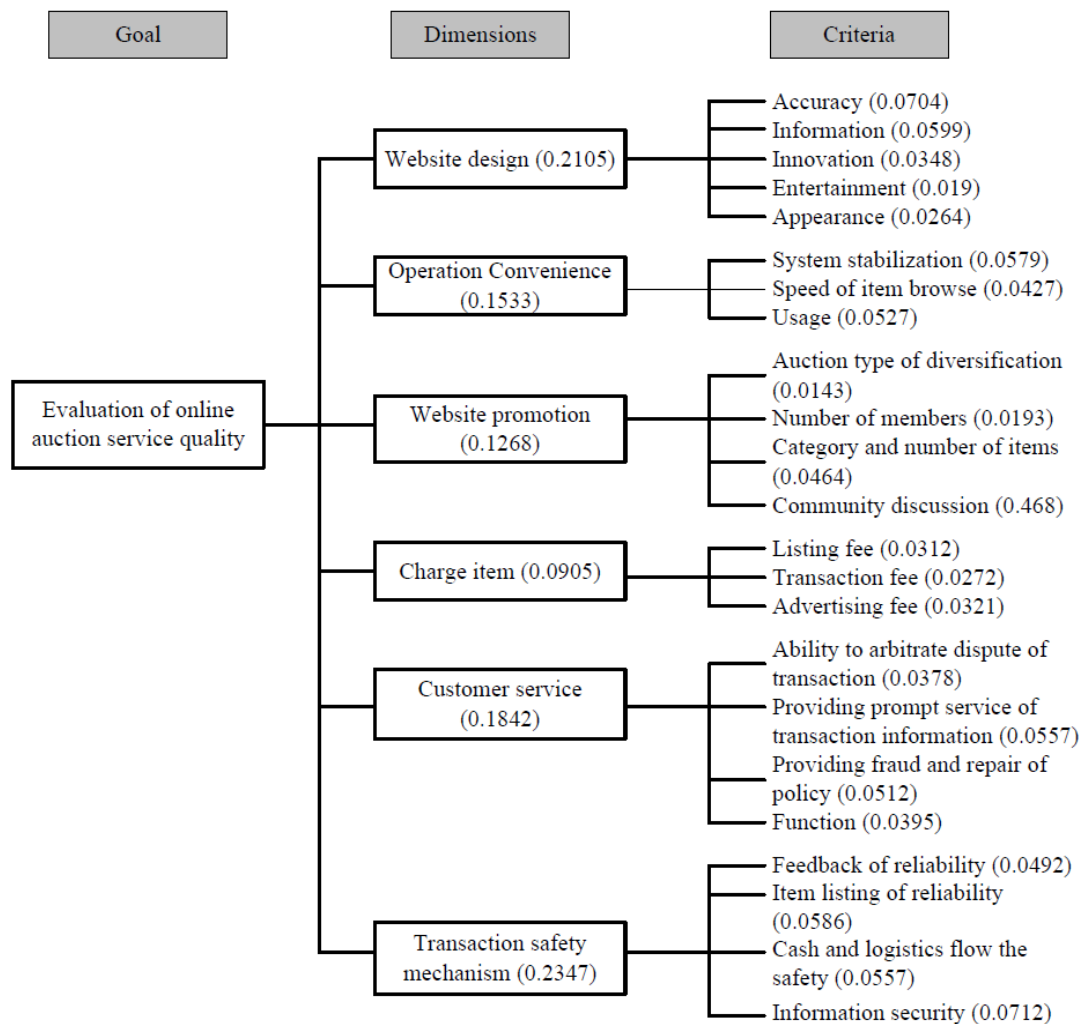 Goal
Dimensions
Criteria
Evaluation of online
auction service quality
Website design (0.2105)
Accuracy (0.0704)
Information (0.0599)
Innovation (0.0348)
Entertainment (0.019)
Appearance (0.0264)
Operation Convenience
(0.1533)
System stabilization (0.0579)
Speed of item browse (0.0427)
Usage (0.0527)
Website promotion
(0.1268)
Auction type of diversification
(0.0143)
Number of members (0.0193)
Category and number of items
(0.0464)
Community discussion (0.468)
Charge item (0.0905)
Listing fee (0.0312)
Transaction fee (0.0272)
Advertising fee (0.0321)
Customer service
(0.1842)
Ability to arbitrate dispute of
transaction (0.0378)
Providing prompt service of
transaction information (0.0557)
Providing fraud and repair of
policy (0.0512)
Function (0.0395)
Transaction safety
mechanism (0.2347)
Feedback of reliability (0.0492)
Item listing of reliability
(0.0586)
Cash and logistics flow the
safety (0.0557)
Information security (0.0712)